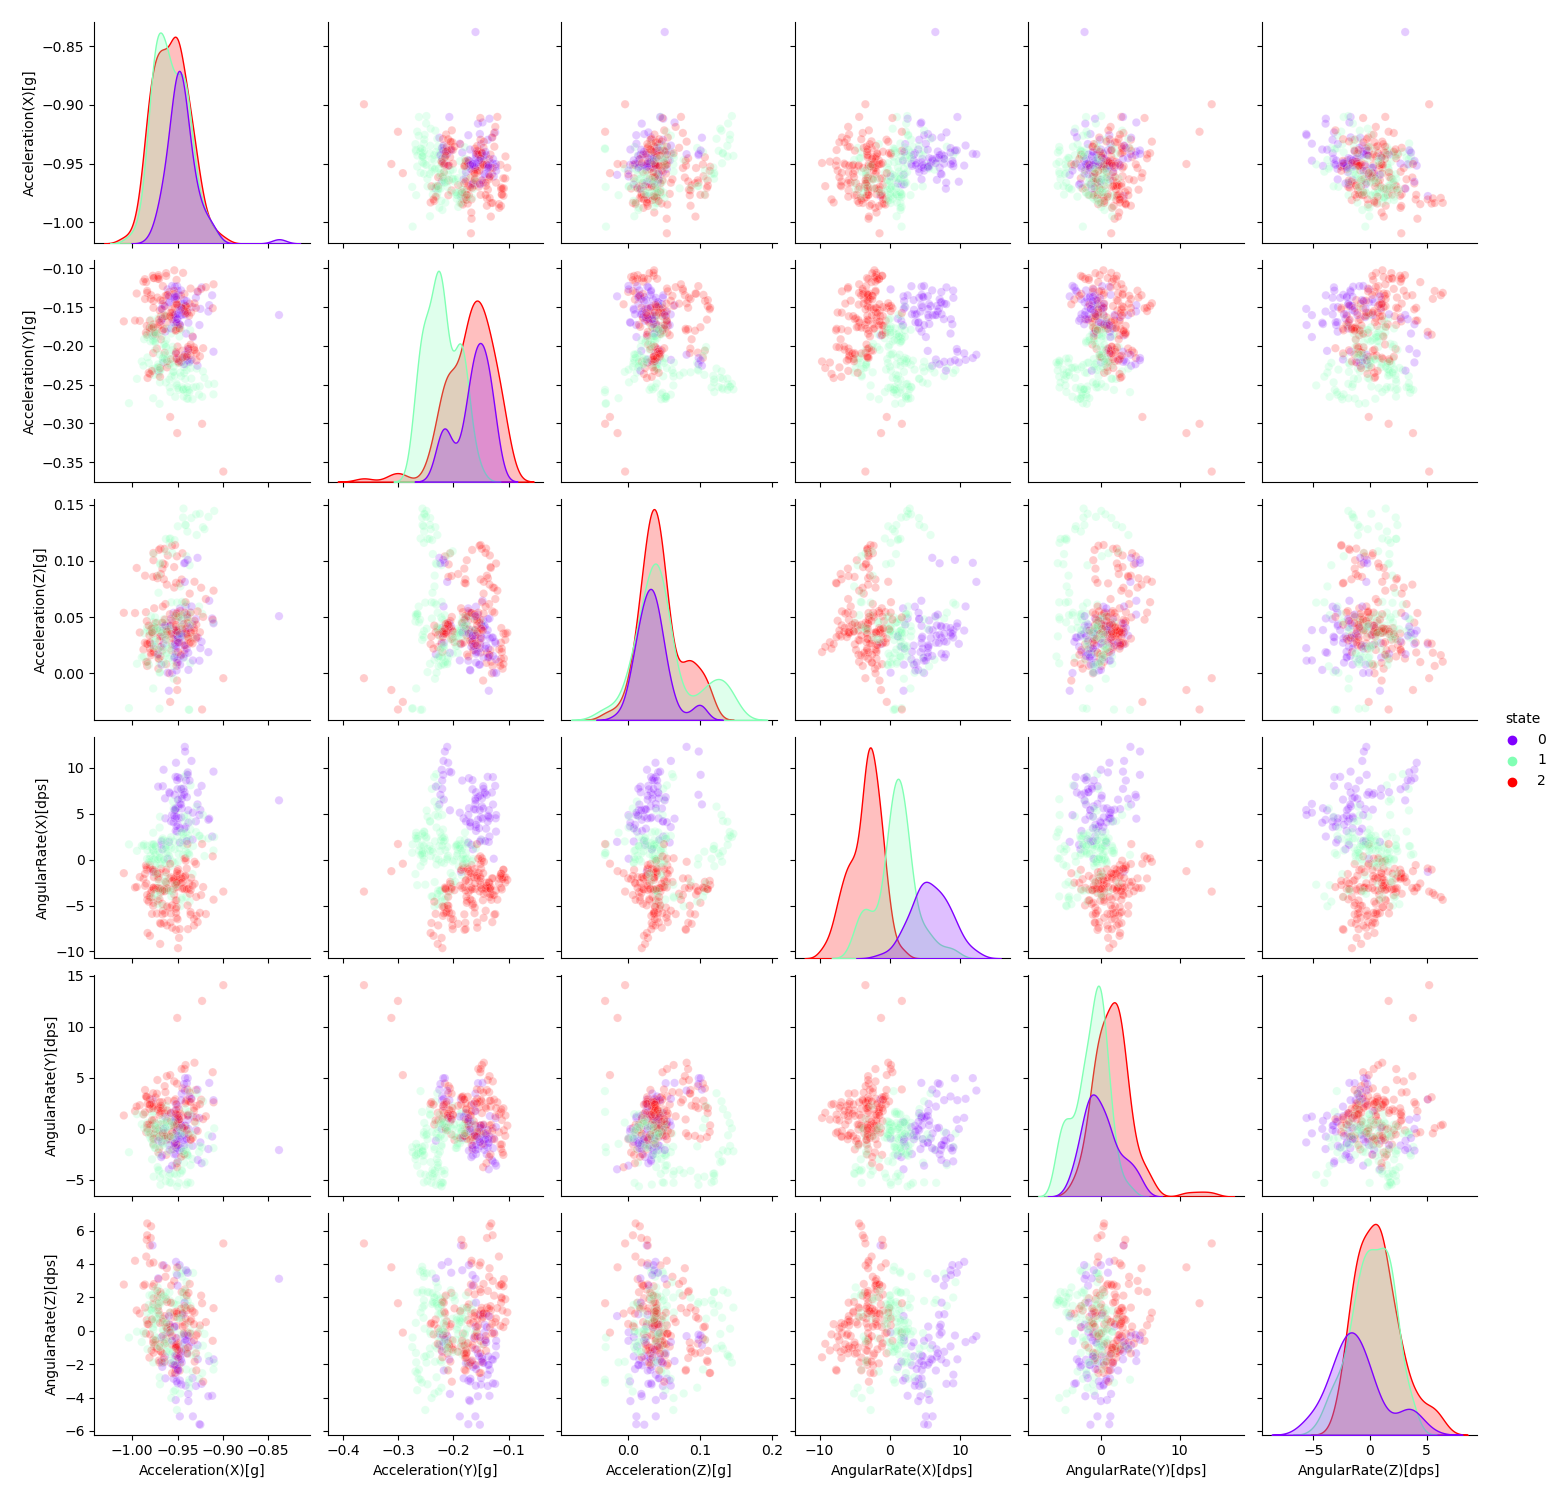 −0.85
−0.90
−0.95
−1.00
Acceleration(X)[g]
−0.10
−0.15
−0.20
−0.25
−0.30
−0.35
Acceleration(Y)[g]
0.15
0.10
0.05
0.00
Acceleration(Z)[g]
10
5
0
−5
−10
AngularRate(X)[dps]
15
10
5
0
−5
AngularRate(Y)[dps]
6
4
2
0
−2
−4
−6
AngularRate(Z)[dps]
−1.00 −0.95 −0.90 −0.85
Acceleration(X)[g]
−0.4 −0.3 −0.2 −0.1
Acceleration(Y)[g]
0.0 0.1 0.2
Acceleration(Z)[g]
−10 0 10
AngularRate(X)[dps]
0 10
AngularRate(Y)[dps]
−5 0 5
AngularRate(Z)[dps]
state
0
1
2